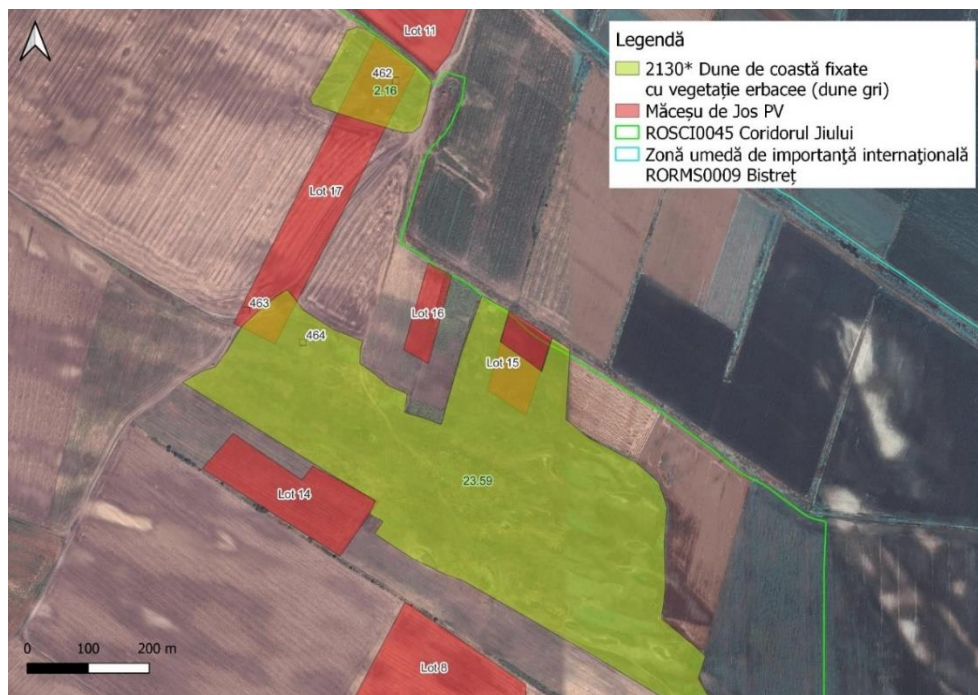 Lot 11
Legendă
2130* Dune de coastă fixate
cu vegetație erbacee (dune gri)
Măceșu de Jos PV
ROSCI0045 Coridorul Jiului
Zonă umedă de importanţă internaţională
RORMS0009 Bistreț
462
2.16
Lot 17
463
464
Lot 16
Lot 15
23.59
Lot 14
Lot 8
0 100 200 m